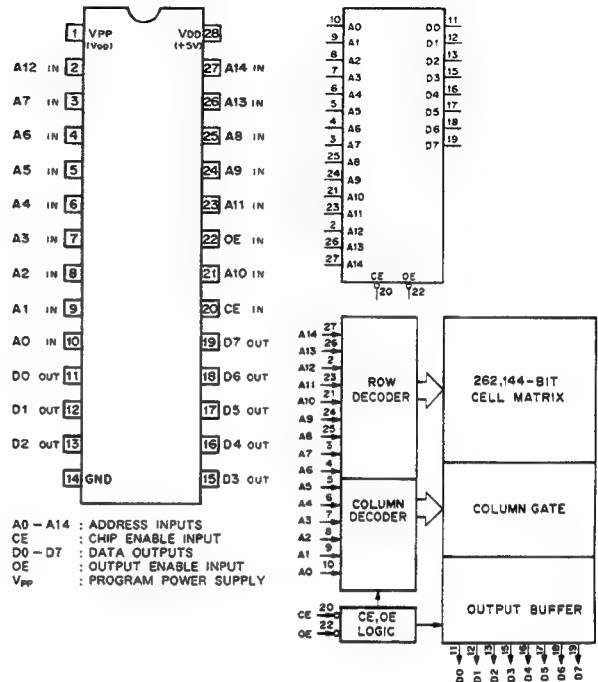 1 VPP VDD 28
(VDD) (+5V)
A12 IN 2 27 A14 IN
A7 IN 3 26 A13 IN
A6 IN 4 25 A8 IN
A5 IN 5 24 A9 IN
A4 IN 6 23 A11 IN
A3 IN 7 22 OE IN
A2 IN 8 21 A10 IN
A1 IN 9 20 CE IN
A0 IN 10 19 D7 OUT
D0 OUT 11 18 D6 OUT
D1 OUT 12 17 D5 OUT
D2 OUT 13 16 D4 OUT
14 GND 15 D3 OUT
A0 - A14 : ADDRESS INPUTS
CE : CHIP ENABLE INPUT
D0 - D7 : DATA OUTPUTS
OE : OUTPUT ENABLE INPUT
VPP : PROGRAM POWER SUPPLY
10 A0 D0 11
9 A1 D1 12
8 A2 D2 13
7 A3 D3 15
6 A4 D4 16
5 A5 D5 17
4 A6 D6 18
3 A7 D7 19
25 A8
24 A9
21 A10
23 A11
2 A12
26 A13
27 A14
CE OE
20 22
A14 27
A13 26
A12 2
A11 23
A10 21
A9 24
A8 25
A7 3
A6 4
A5 5
A4 6
A3 7
A2 8
A1 9
A0 10
ROW
DECODER
262,144-BIT
CELL MATRIX
COLUMN
DECODER
COLUMN GATE
OUTPUT BUFFER
CE 20
OE 22
CE,OE
LOGIC
11 12 13 15 16 17 18 19
D0 D1 D2 D3 D4 D5 D6 D7